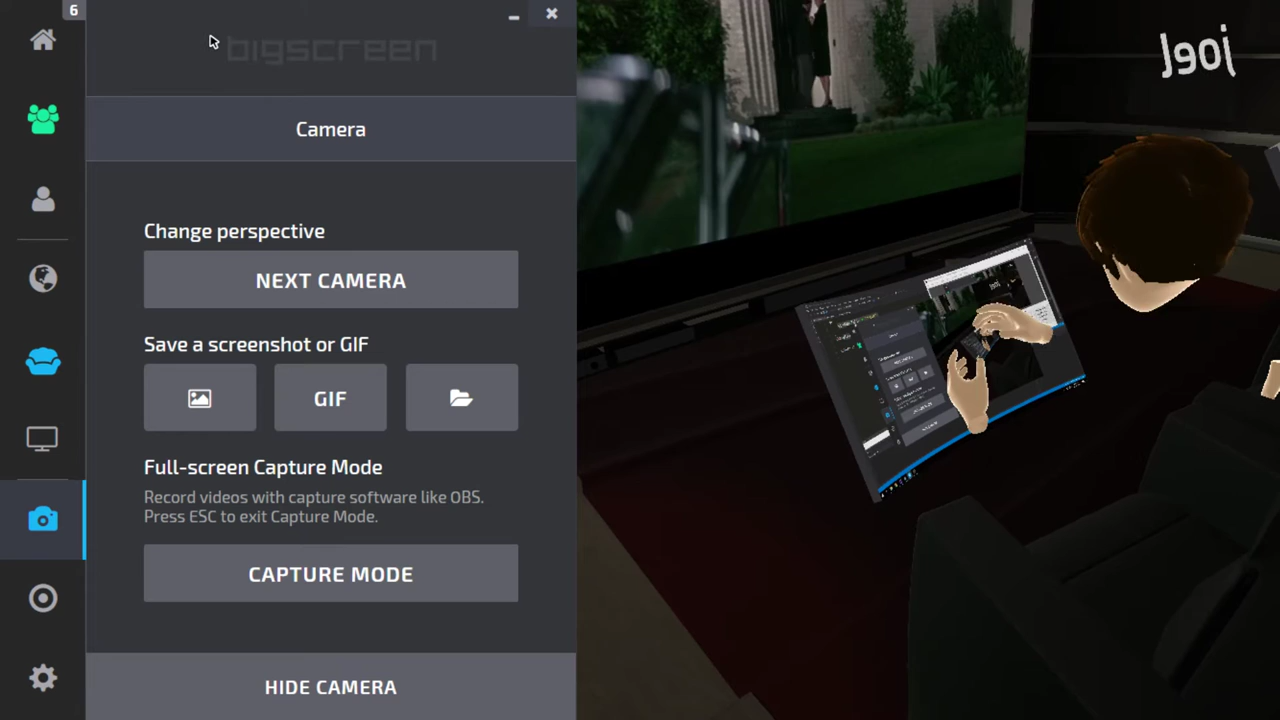 6
bigscreen
Camera
Change perspective
NEXT CAMERA
Save a screenshot or GIF
GIF
Full-screen Capture Mode
Record videos with capture software like OBS.
Press ESC to exit Capture Mode.
CAPTURE MODE
HIDE CAMERA
joel